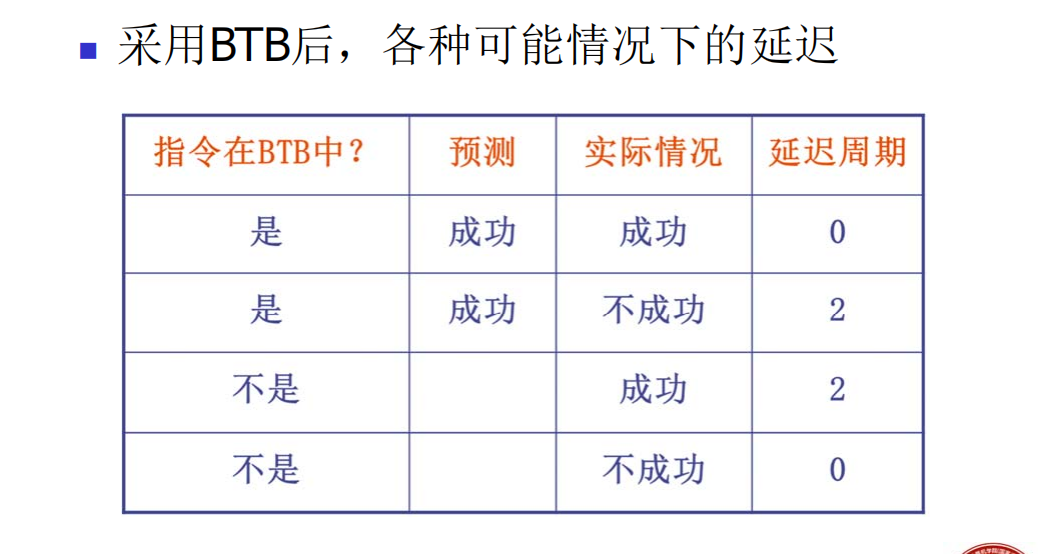 采用BTB后，各种可能情况下的延迟
指令在BTB中？ 预测 实际情况 延迟周期
是 成功 成功 0
是 成功 不成功 2
不是 成功 2
不是 不成功 0